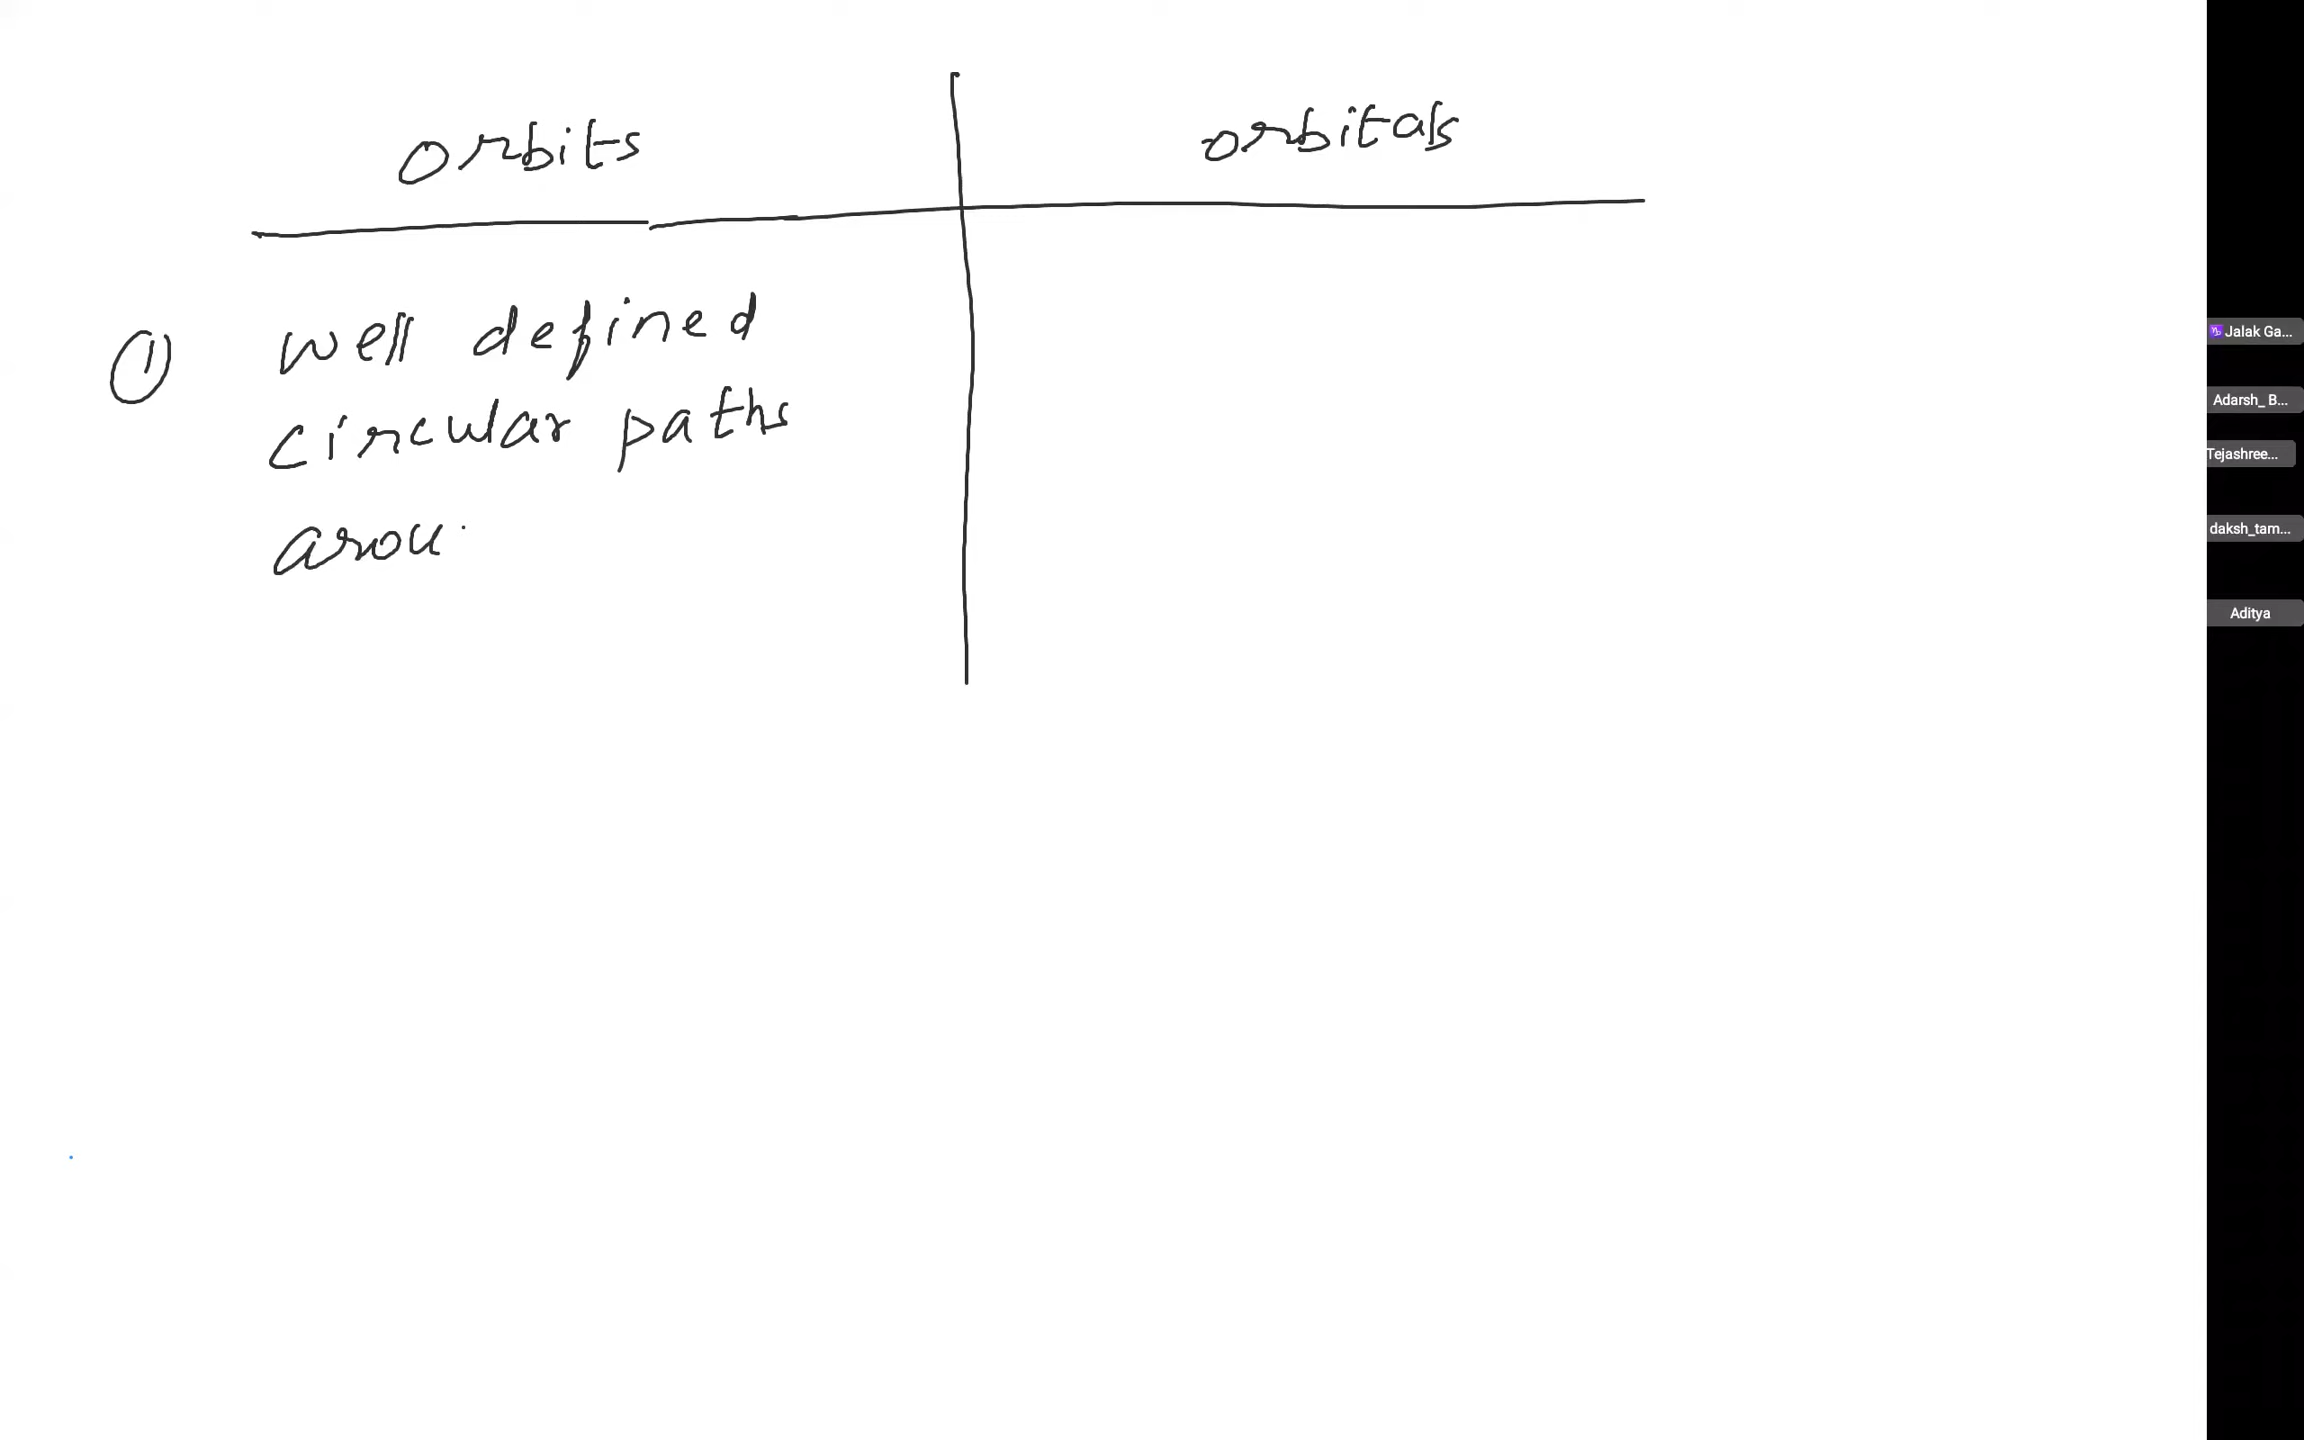 orbits
orbitals
① well defined
circular paths
arou
Jalak Ga...
Adarsh_ B...
Tejashree...
daksh_tam...
Aditya